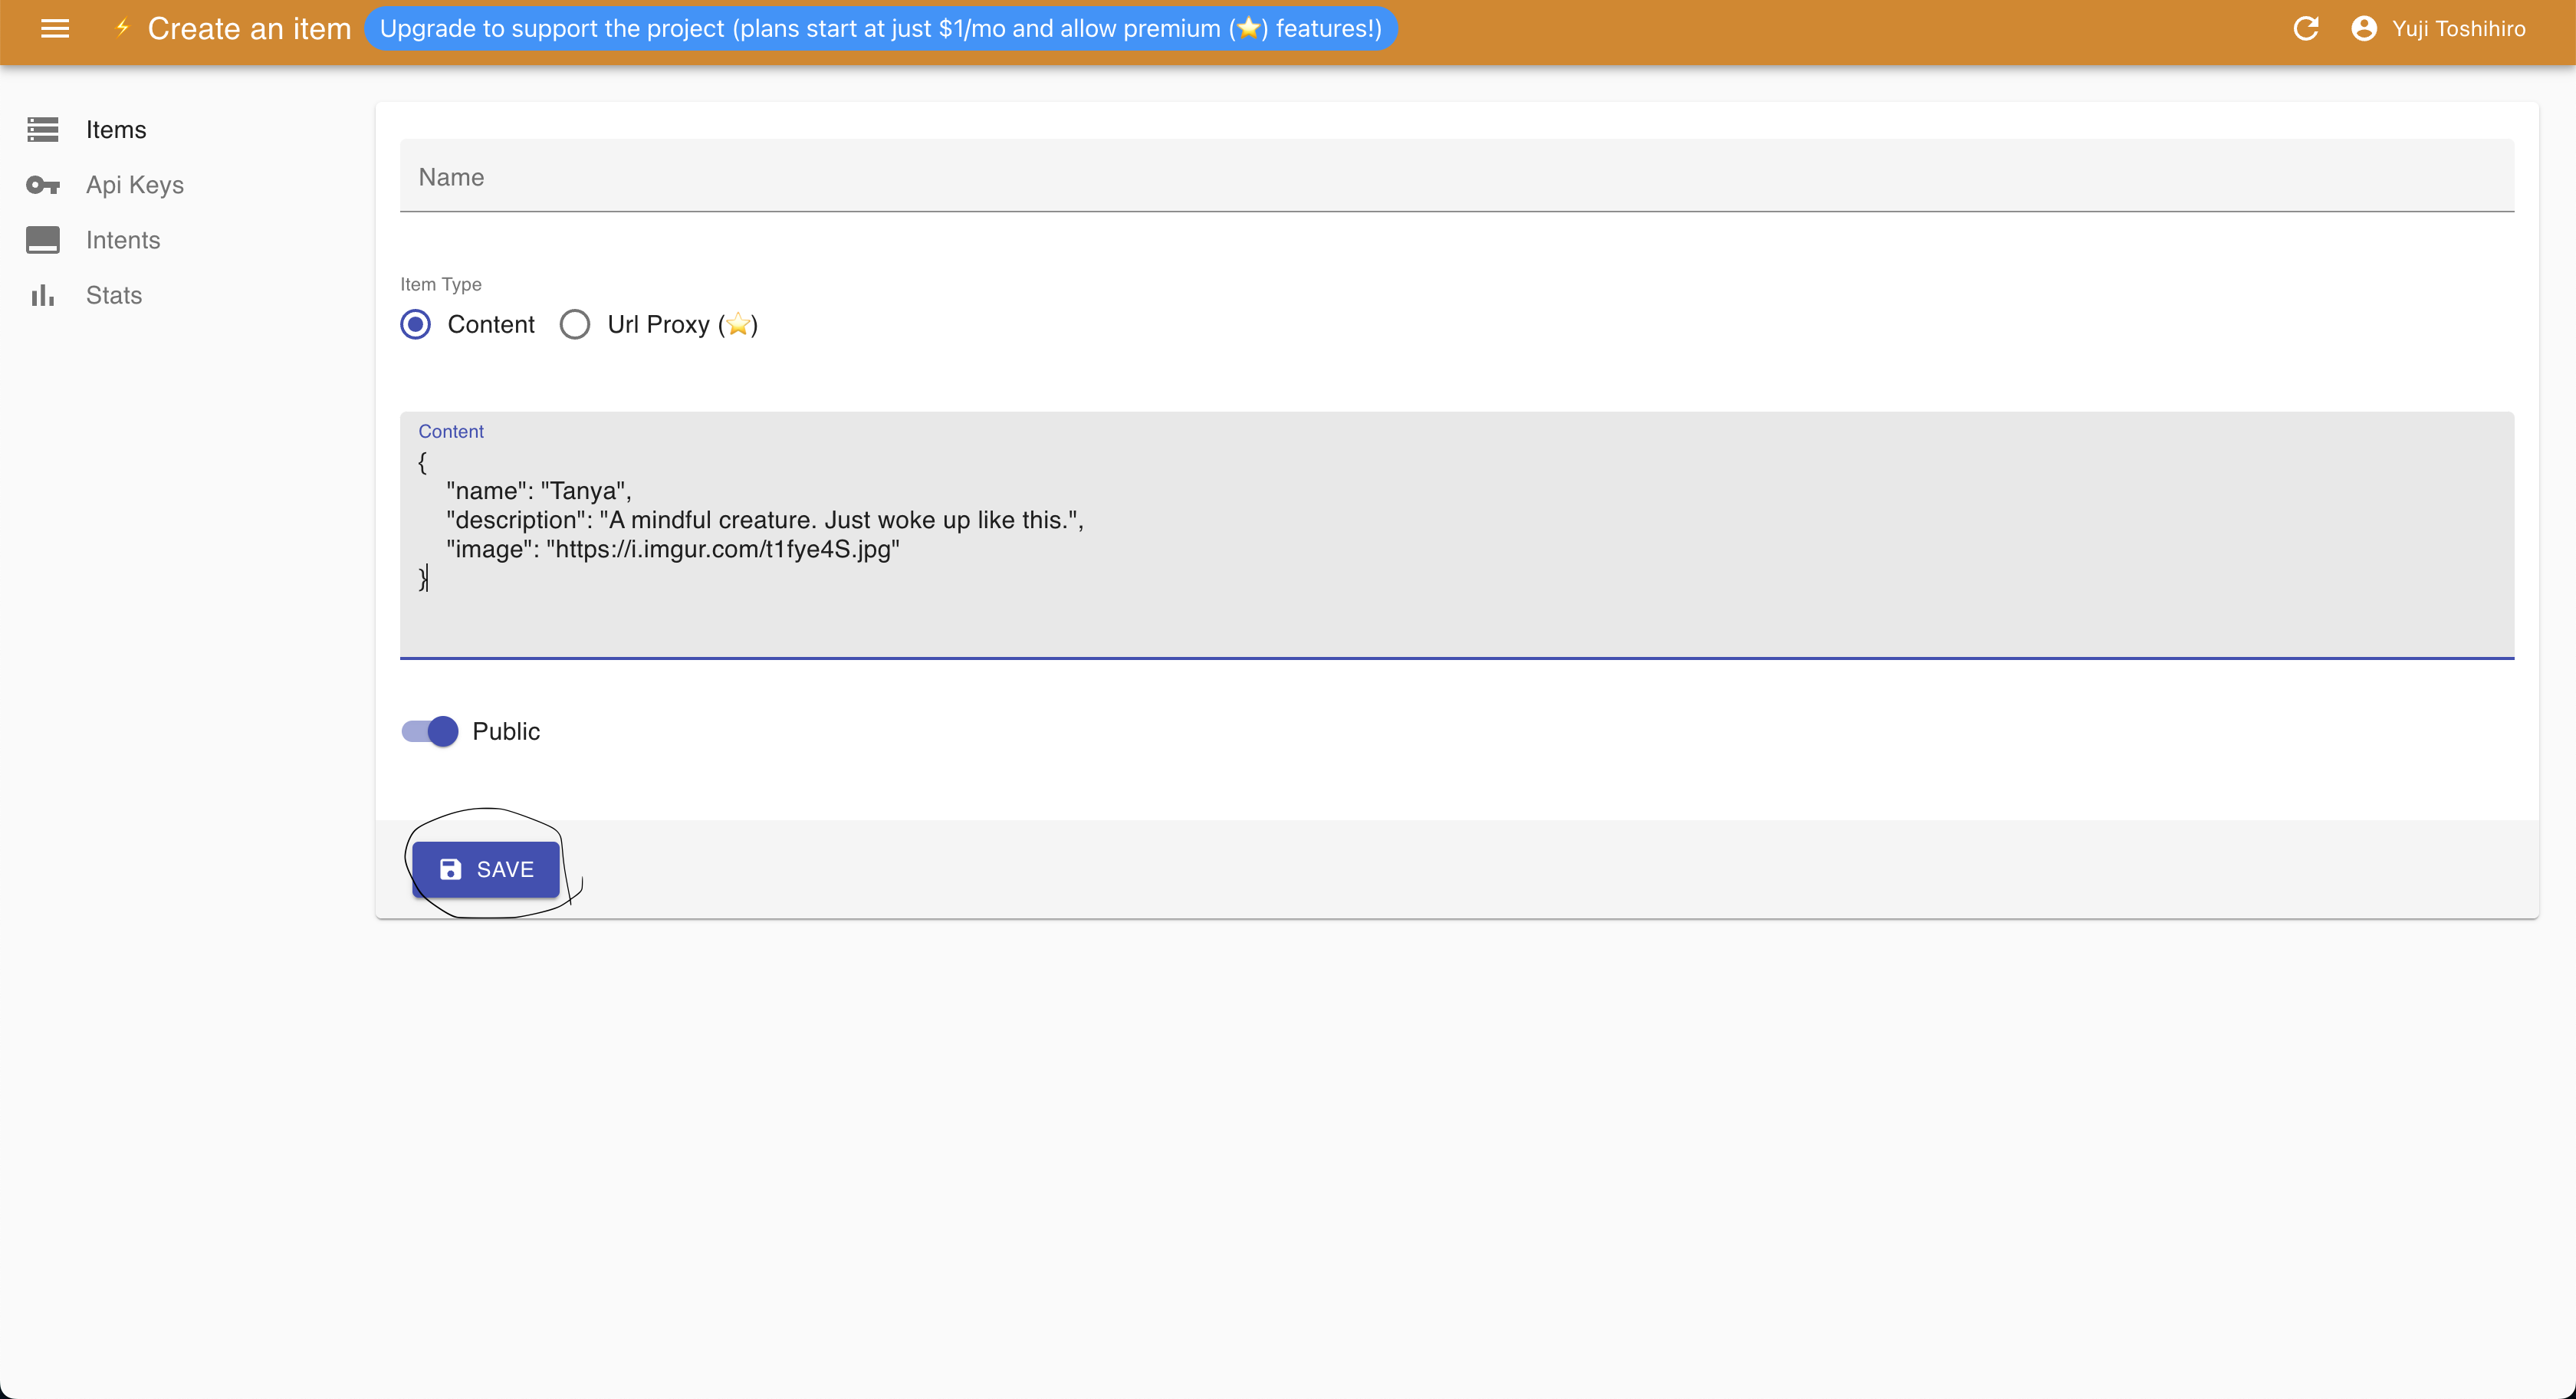 ⚡ Create an item Upgrade to support the project (plans start at just $1/mo and allow premium (⭐) features!) Yuji Toshihiro
Items
Api Keys
Intents
Stats
Name
Item Type
Content Url Proxy (⭐)
Content
{
"name": "Tanya",
"description": "A mindful creature. Just woke up like this.",
"image": "https://i.imgur.com/t1fye4S.jpg"
}
Public
SAVE